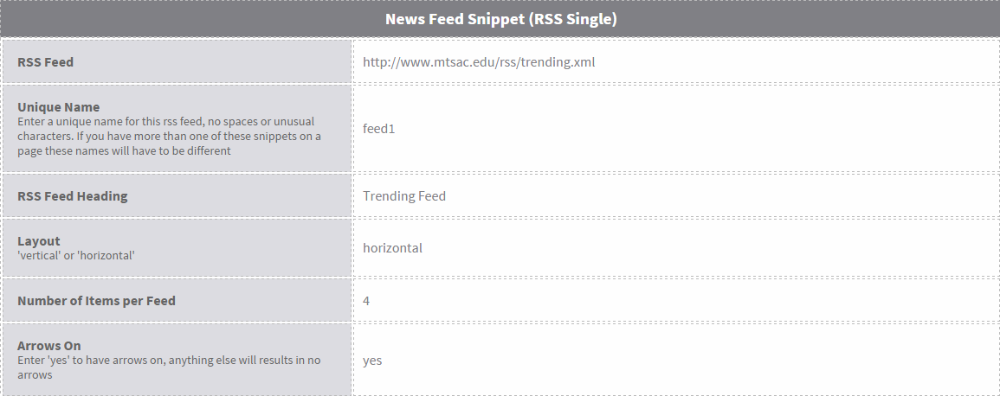 News Feed Snippet (RSS Single)
RSS Feed
http://www.mtsac.edu/rss/trending.xml
Unique Name
Enter a unique name for this rss feed, no spaces or unusual
characters. If you have more than one of these snippets on a
page these names will have to be different
feed1
RSS Feed Heading
Trending Feed
Layout
'vertical' or 'horizontal'
horizontal
Number of Items per Feed
4
Arrows On
Enter 'yes' to have arrows on, anything else will results in no
arrows
yes